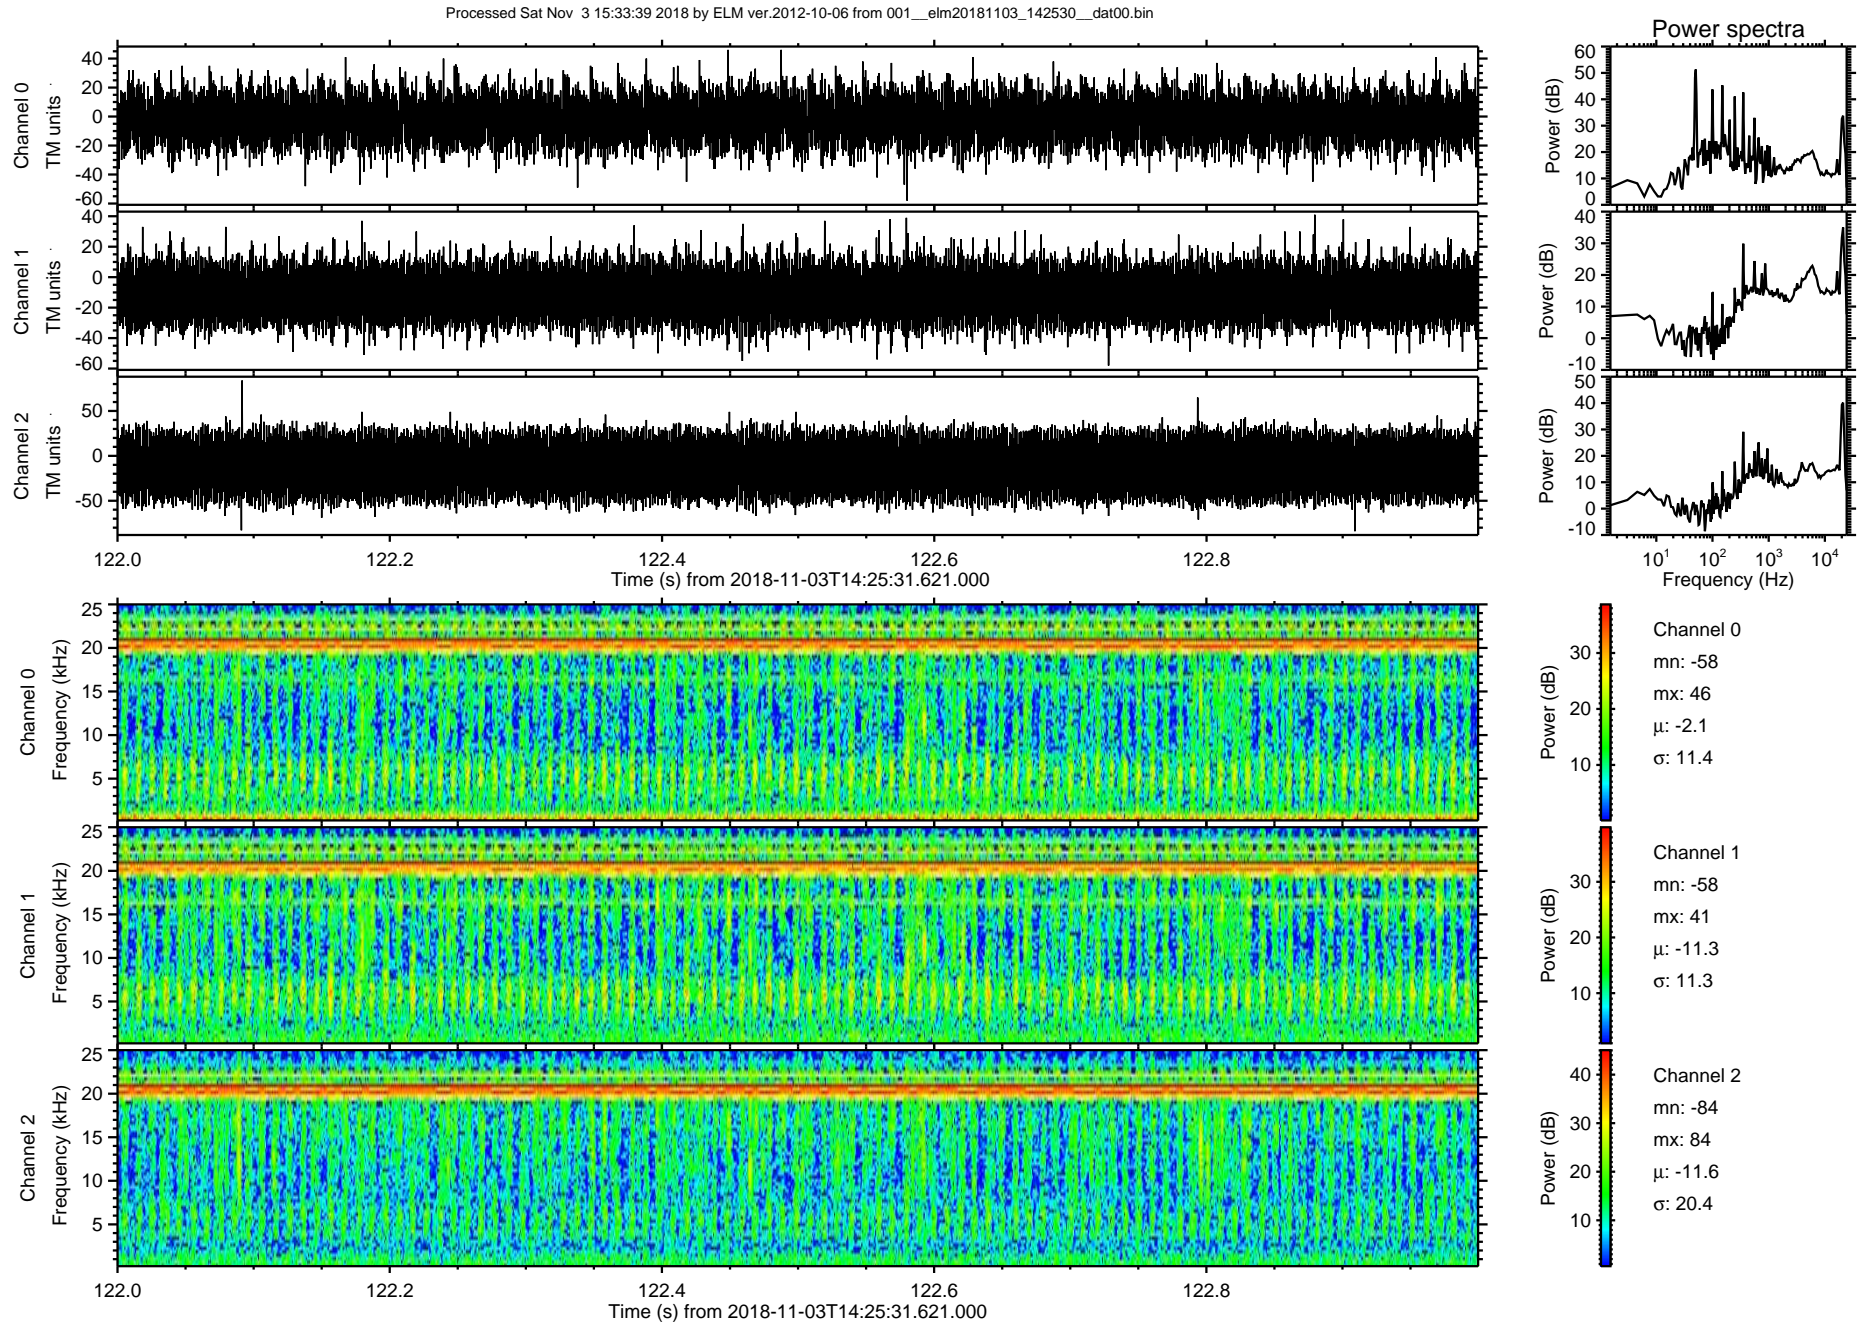 Processed Sat Nov  3 15:33:39 2018 by ELM ver.2012-10-06 from 001__elm20181103_142530__dat00.bin
Power spectra
Channel 0
TM units
40
20
0
-20
-40
-60
Power (dB)
60
50
40
30
20
10
0
Channel 1
TM units
40
20
0
-20
-40
-60
Power (dB)
40
30
20
10
0
-10
Channel 2
TM units
50
0
-50
Power (dB)
50
40
30
20
10
0
-10
122.0 122.2 122.4 122.6 122.8
Time (s) from 2018-11-03T14:25:31.621.000
10¹ 10² 10³ 10⁴
Frequency (Hz)
Channel 0
Frequency (kHz)
25
20
15
10
5
Power (dB)
30
20
10
Channel 0
mn: -58
mx: 46
μ: -2.1
σ: 11.4
Channel 1
Frequency (kHz)
25
20
15
10
5
Power (dB)
30
20
10
Channel 1
mn: -58
mx: 41
μ: -11.3
σ: 11.3
Channel 2
Frequency (kHz)
25
20
15
10
5
Power (dB)
40
30
20
10
Channel 2
mn: -84
mx: 84
μ: -11.6
σ: 20.4
122.0 122.2 122.4 122.6 122.8
Time (s) from 2018-11-03T14:25:31.621.000